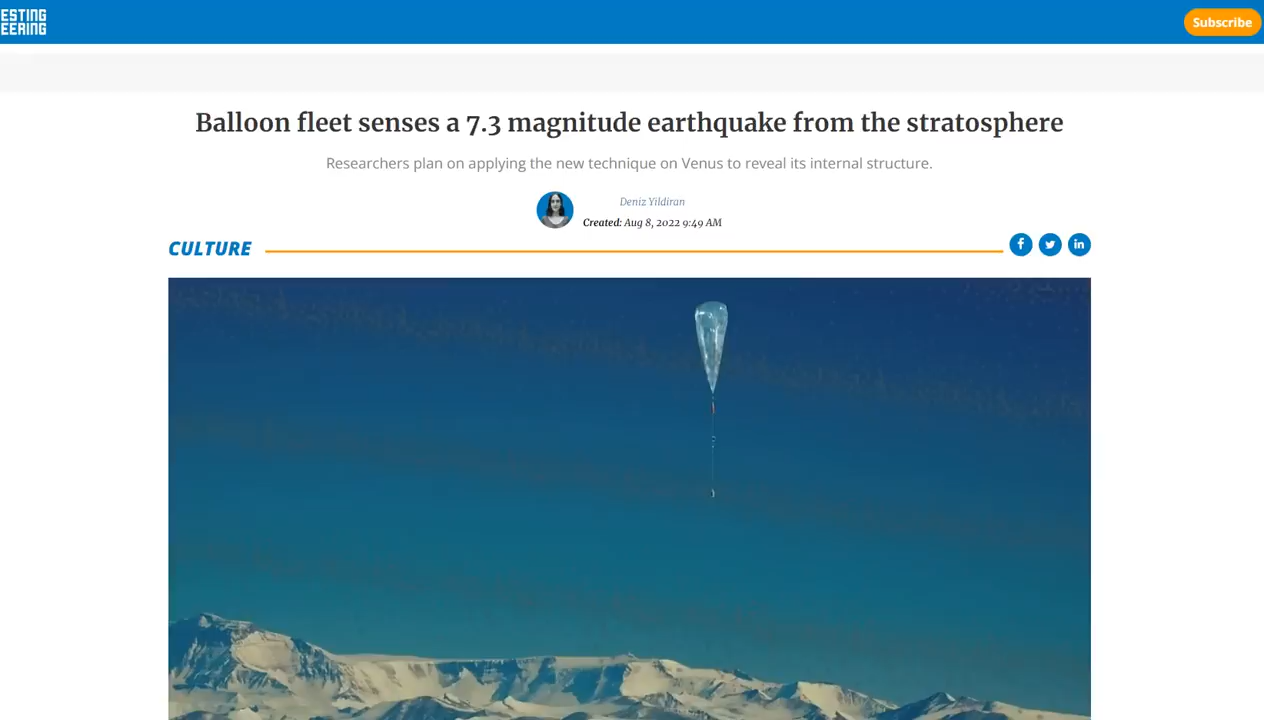 ESTING
EERING
Subscribe
Balloon fleet senses a 7.3 magnitude earthquake from the stratosphere
Researchers plan on applying the new technique on Venus to reveal its internal structure.
Deniz Yildiran
Created: Aug 8, 2022 9:49 AM
CULTURE